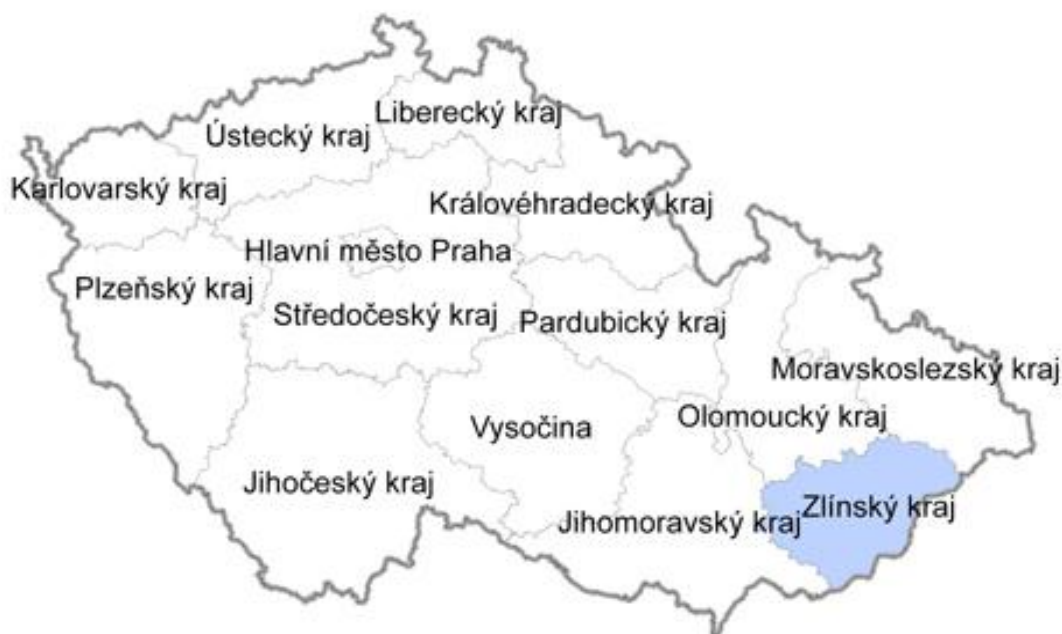 Liberecký kraj
Ústecký kraj
Karlovarský kraj
Královéhradecký kraj
Hlavní město Praha
Plzeňský kraj
Středočeský kraj
Pardubický kraj
Moravskoslezský kraj
Olomoucký kraj
Vysočina
Jihočeský kraj
Zlínský kraj
Jihomoravský kraj